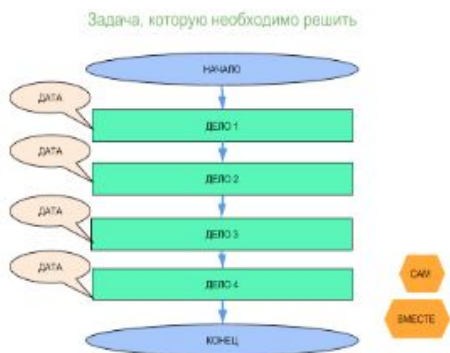 Задача, которую необходимо решить
НАЧАЛО
ДАТА
ДЕЛО 1
ДАТА
ДЕЛО 2
ДАТА
ДЕЛО 3
ДАТА
ДЕЛО 4
САМ
ВМЕСТЕ
КОНЕЦ